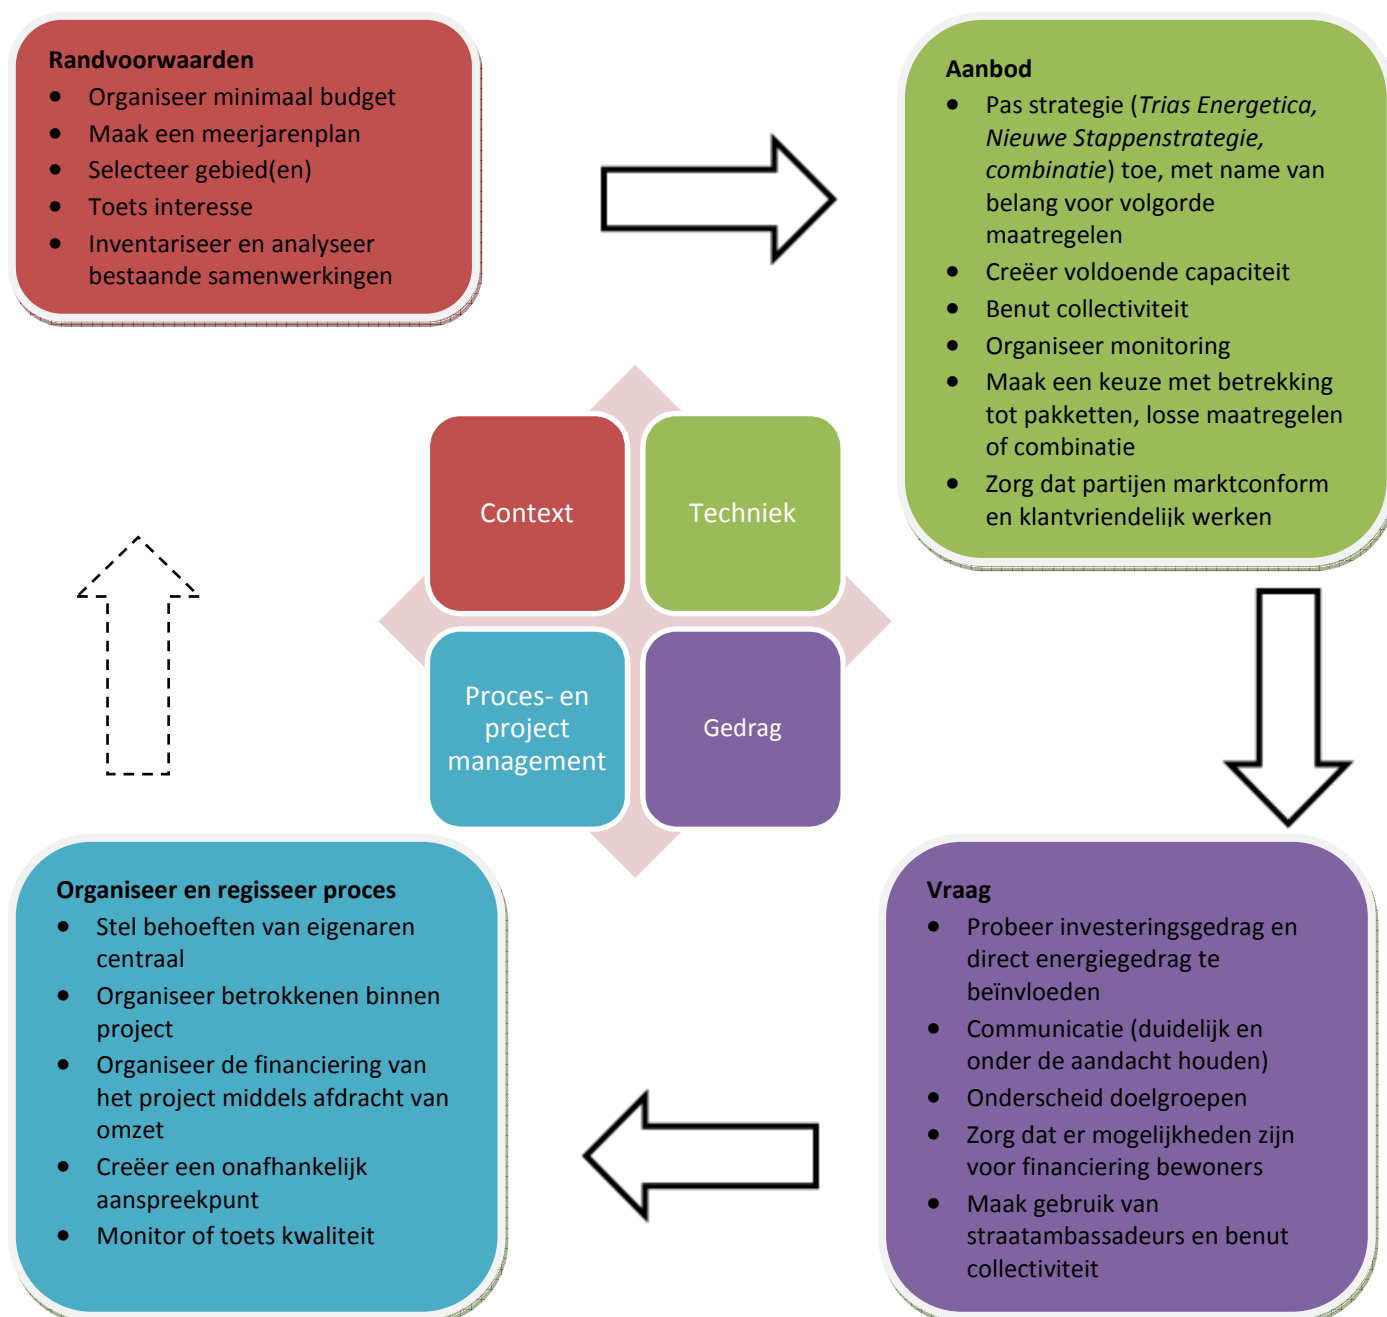 Randvoorwaarden
• Organiseer minimaal budget
• Maak een meerjarenplan
• Selecteer gebied(en)
• Toets interesse
• Inventariseer en analyseer
bestaande samenwerkingen
Aanbod
• Pas strategie (Trias Energetica,
Nieuwe Stappenstrategie,
combinatie) toe, met name van
belang voor volgorde
maatregelen
• Creëer voldoende capaciteit
• Benut collectiviteit
• Organiseer monitoring
• Maak een keuze met betrekking
tot pakketten, losse maatregelen
of combinatie
• Zorg dat partijen marktconform
en klantvriendelijk werken
Context
Techniek
Proces- en
project
management
Gedrag
Organiseer en regisseer proces
• Stel behoeften van eigenaren
centraal
• Organiseer betrokkenen binnen
project
• Organiseer de financiering van
het project middels afdracht van
omzet
• Creëer een onafhankelijk
aanspreekpunt
• Monitor of toets kwaliteit
Vraag
• Probeer investeringsgedrag en
direct energiegedrag te
beïnvloeden
• Communicatie (duidelijk en
onder de aandacht houden)
• Onderscheid doelgroepen
• Zorg dat er mogelijkheden zijn
voor financiering bewoners
• Maak gebruik van
straatambassadeurs en benut
collectiviteit